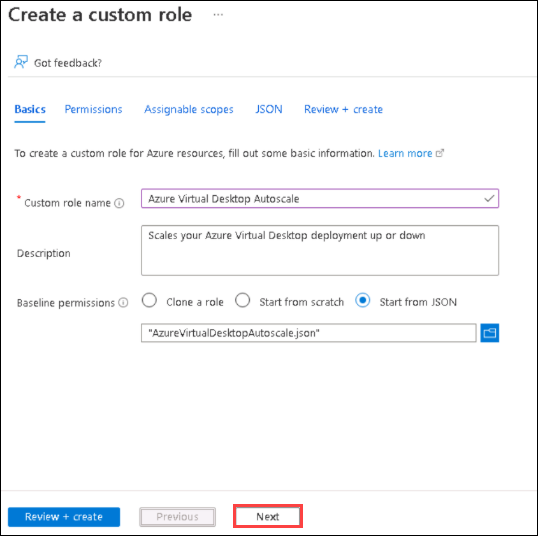 Create a custom role ...
Got feedback?
Basics Permissions Assignable scopes JSON Review + create
To create a custom role for Azure resources, fill out some basic information. Learn more
* Custom role name Azure Virtual Desktop Autoscale
Description Scales your Azure Virtual Desktop deployment up or down
Baseline permissions Clone a role Start from scratch Start from JSON
"AzureVirtualDesktopAutoscale.json"
Review + create Previous Next